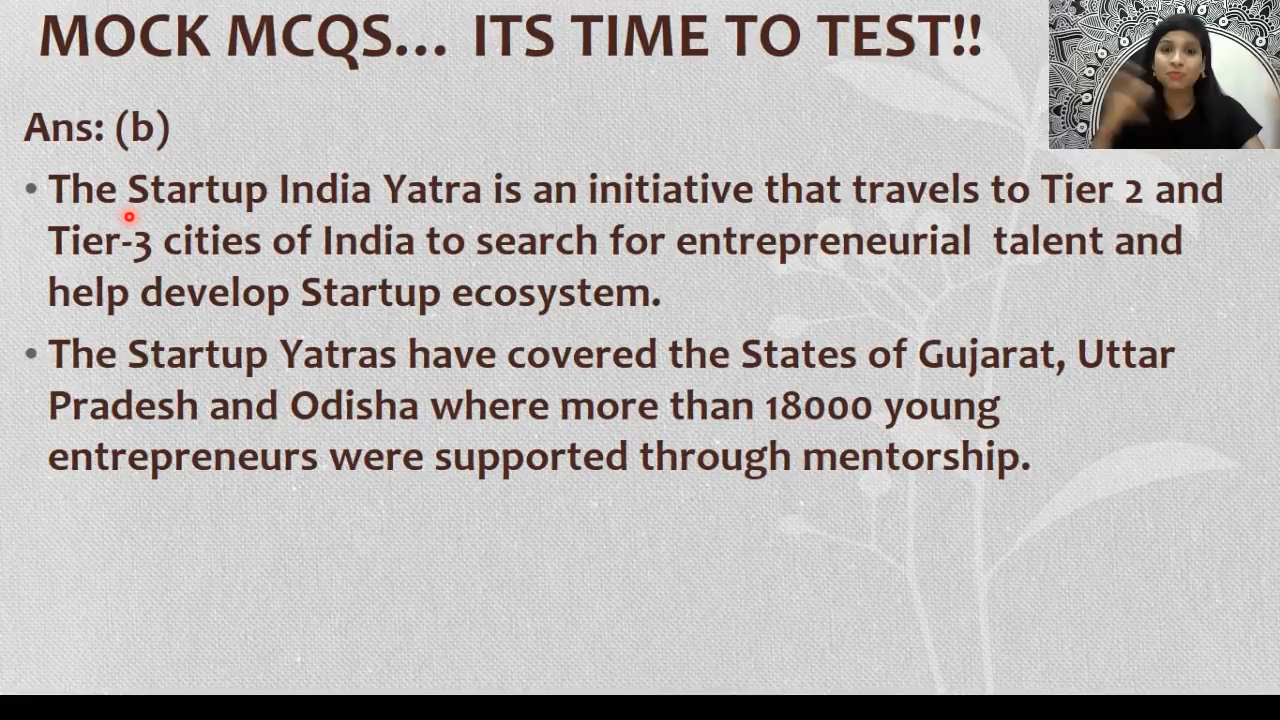 MOCK MCQS... ITS TIME TO TEST!!
Ans: (b)
• The Startup India Yatra is an initiative that travels to Tier 2 and
Tier-3 cities of India to search for entrepreneurial talent and
help develop Startup ecosystem.
• The Startup Yatras have covered the States of Gujarat, Uttar
Pradesh and Odisha where more than 18000 young
entrepreneurs were supported through mentorship.